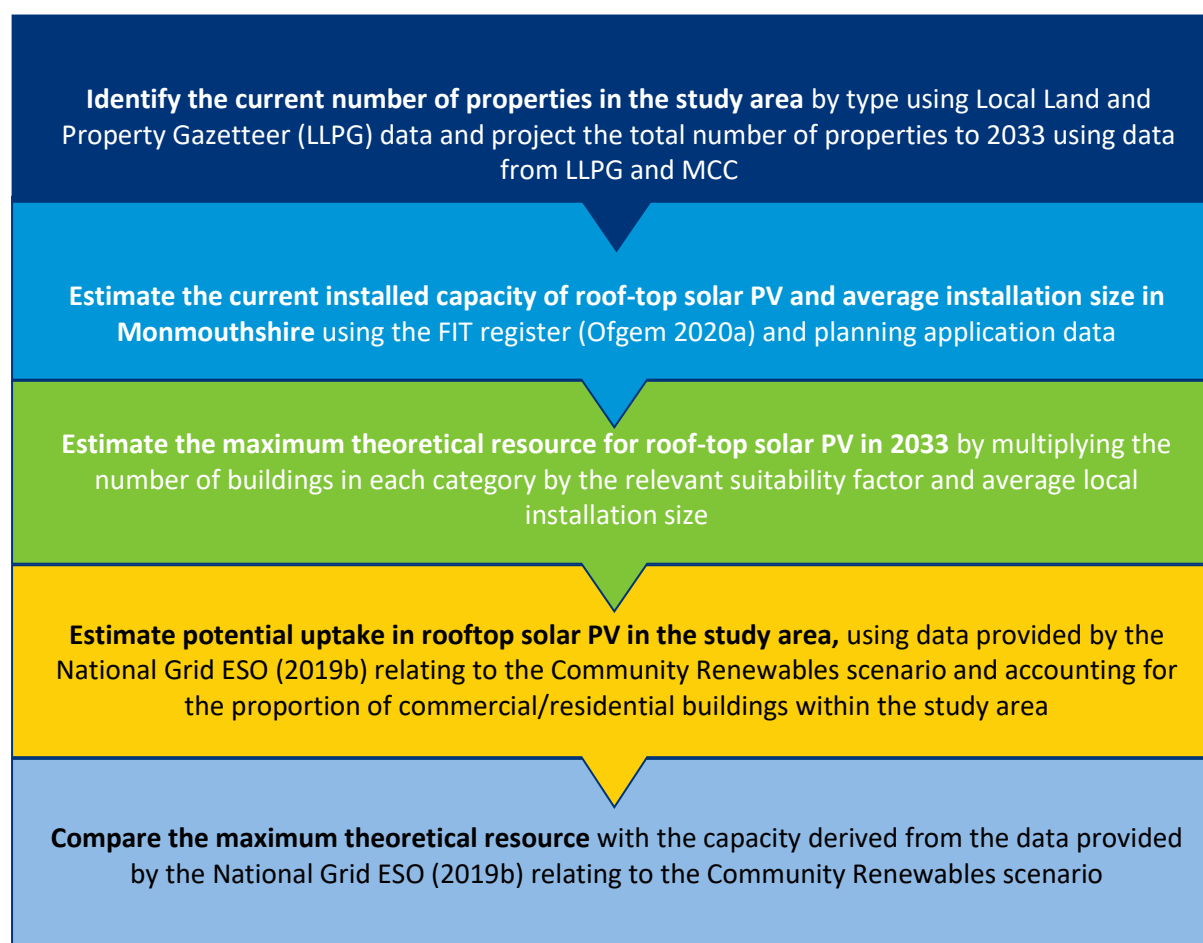 Identify the current number of properties in the study area by type using Local Land and
Property Gazetteer (LLPG) data and project the total number of properties to 2033 using data
from LLPG and MCC
Estimate the current installed capacity of roof-top solar PV and average installation size in
Monmouthshire using the FIT register (Ofgem 2020a) and planning application data
Estimate the maximum theoretical resource for roof-top solar PV in 2033 by multiplying the
number of buildings in each category by the relevant suitability factor and average local
installation size
Estimate potential uptake in rooftop solar PV in the study area, using data provided by the
National Grid ESO (2019b) relating to the Community Renewables scenario and accounting for
the proportion of commercial/residential buildings within the study area
Compare the maximum theoretical resource with the capacity derived from the data provided
by the National Grid ESO (2019b) relating to the Community Renewables scenario